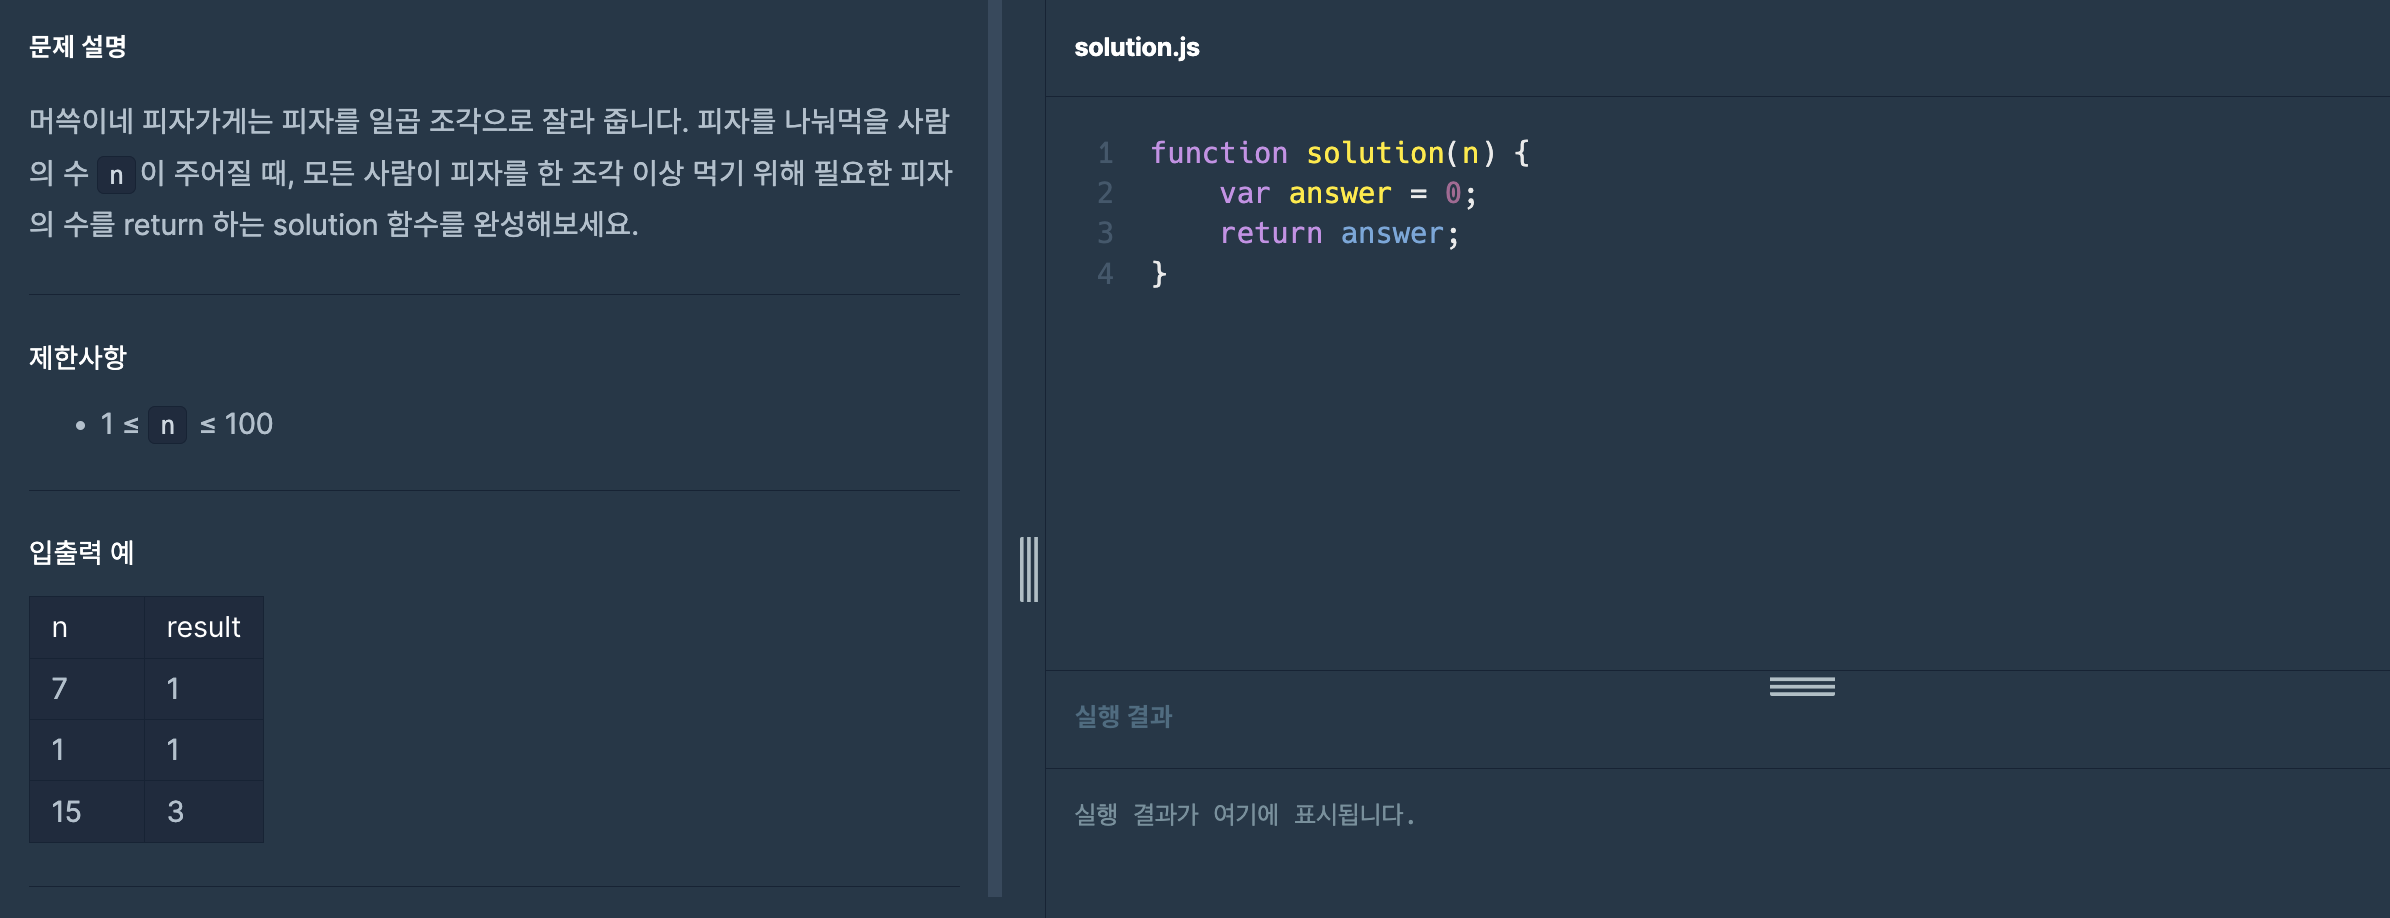 문제 설명
머쓱이네 피자가게는 피자를 일곱 조각으로 잘라 줍니다. 피자를 나눠먹을 사람
의 수 n 이 주어질 때, 모든 사람이 피자를 한 조각 이상 먹기 위해 필요한 피자
의 수를 return 하는 solution 함수를 완성해보세요.
제한사항
• 1 ≤ n ≤ 100
입출력 예
n result
7 1
1 1
15 3
solution.js
1 function solution(n) {
2     var answer = 0;
3     return answer;
4 }
실행 결과
실행 결과가 여기에 표시됩니다.